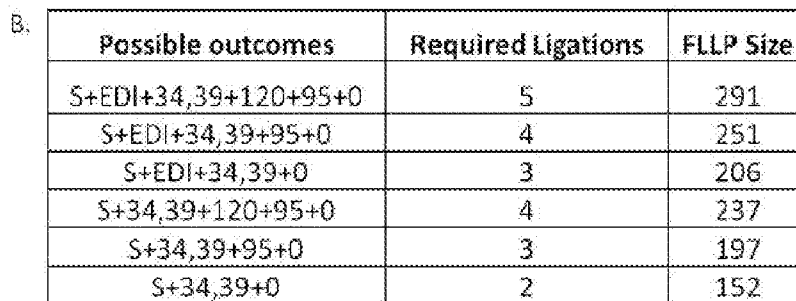 B.
Possible outcomes Required Ligations FLLP Size
S+EDI+34,39+120+95+0 5 291
S+EDI+34,39+95+0 4 251
S+EDI+34,39+0 3 206
S+34,39+120+95+0 4 237
S+34,39+95+0 3 197
S+34,39+0 2 152